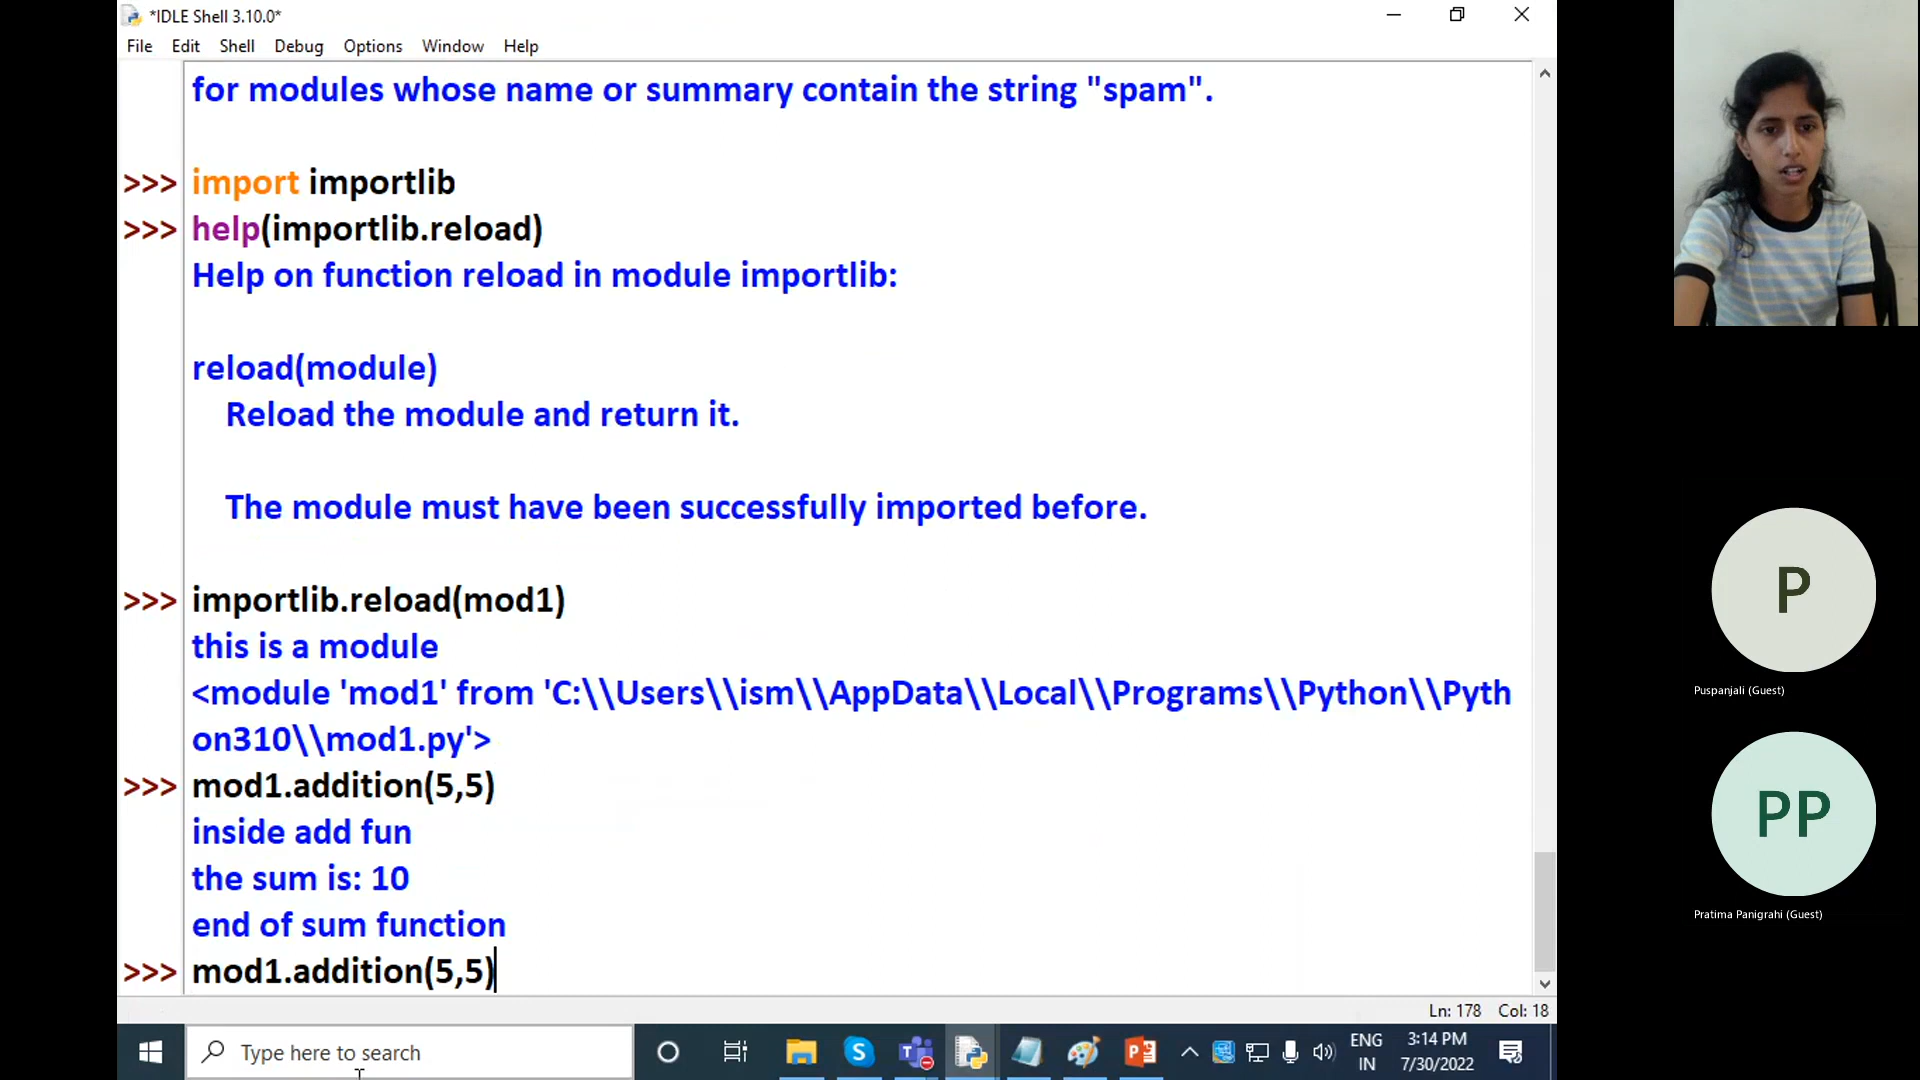 *IDLE Shell 3.10.0*
File Edit Shell Debug Options Window Help
for modules whose name or summary contain the string "spam".
>>> import importlib
>>> help(importlib.reload)
Help on function reload in module importlib:
reload(module)
Reload the module and return it.
The module must have been successfully imported before.
>>> importlib.reload(mod1)
this is a module
<module 'mod1' from 'C:\\Users\\ism\\AppData\\Local\\Programs\\Python\\Pyth
on310\\mod1.py'>
>>> mod1.addition(5,5)
inside add fun
the sum is: 10
end of sum function
>>> mod1.addition(5,5)
Ln: 178 Col: 18
Type here to search
ENG
IN
3:14 PM
7/30/2022
P
Puspanjali (Guest)
PP
Pratima Panigrahi (Guest)